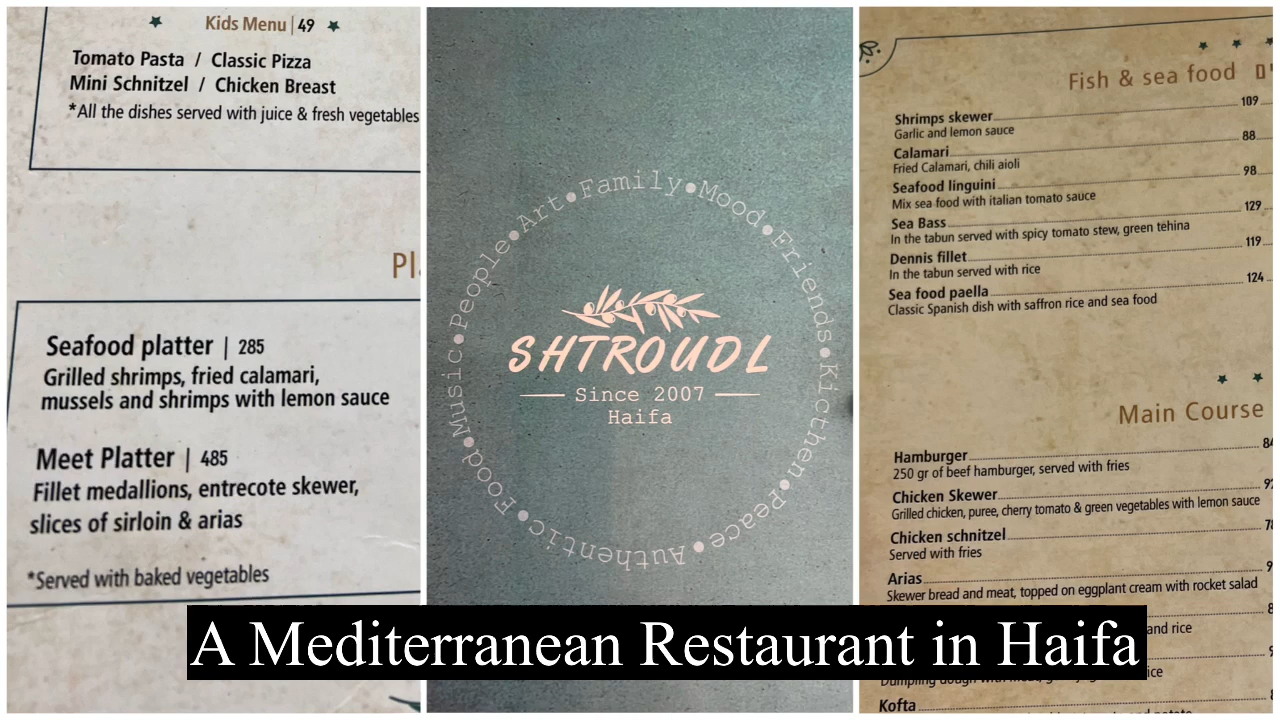 Kids Menu | 49
Tomato Pasta / Classic Pizza
Mini Schnitzel / Chicken Breast
*All the dishes served with juice & fresh vegetables
Seafood platter | 285
Grilled shrimps, fried calamari,
mussels and shrimps with lemon sauce
Meet Platter | 485
Fillet medallions, entrecote skewer,
slices of sirloin & arias
*Served with baked vegetables
Family • Mood • Friends • Kicthen • Peace • Authentic • Food • Music • People • Art •
SHTROUDL
Since 2007
Haifa
Fish & sea food
Shrimps skewer 109
Garlic and lemon sauce
Calamari 88
Fried Calamari, chili aioli
Seafood linguini 98
Mix sea food with italian tomato sauce
Sea Bass 129
In the tabun served with spicy tomato stew, green tehina
Dennis fillet 119
In the tabun served with rice
Sea food paella 124
Classic Spanish dish with saffron rice and sea food
Main Course
Hamburger
250 gr of beef hamburger, served with fries
Chicken Skewer
Grilled chicken, puree, cherry tomato & green vegetables with lemon sauce
Chicken schnitzel
Served with fries
Arias
Skewer bread and meat, topped on eggplant cream with rocket salad
and rice
Kofta
A Mediterranean Restaurant in Haifa